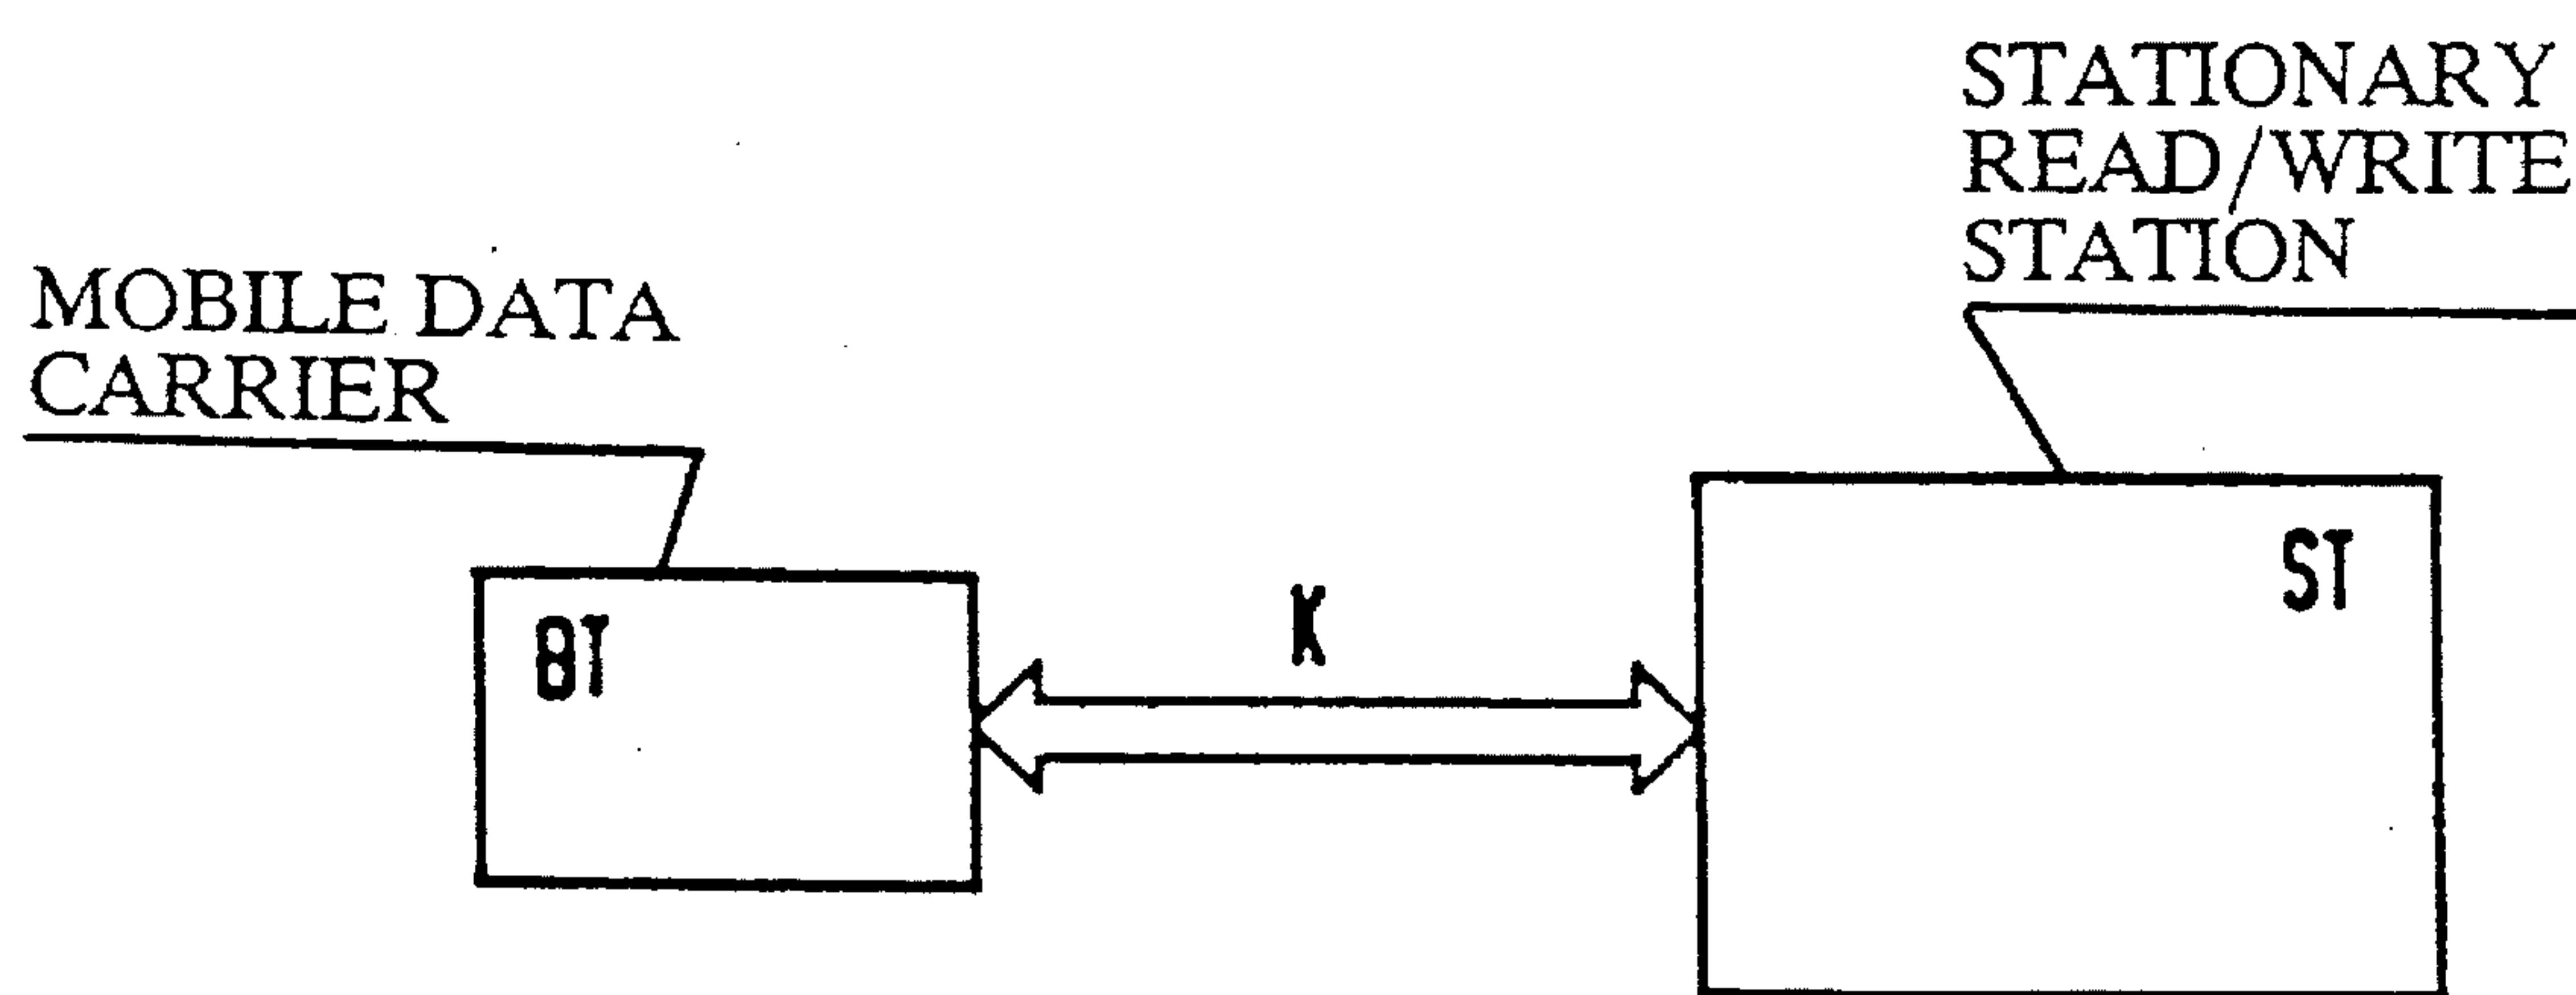 STATIONARY
READ/WRITE
STATION
MOBILE DATA
CARRIER
BT
K
ST